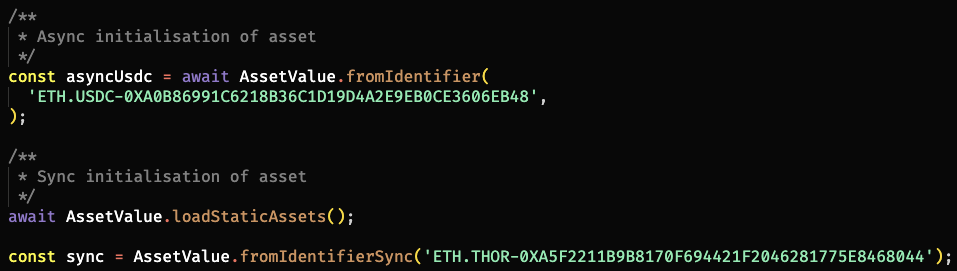 /**
 * Async initialisation of asset
 */
const asyncUsdc = await AssetValue.fromIdentifier(
  'ETH.USDC-0XA0B86991C6218B36C1D19D4A2E9EB0CE3606EB48',
);

/**
 * Sync initialisation of asset
 */
await AssetValue.loadStaticAssets();

const sync = AssetValue.fromIdentifierSync('ETH.THOR-0XA5F2211B9B8170F694421F2046281775E8468044');